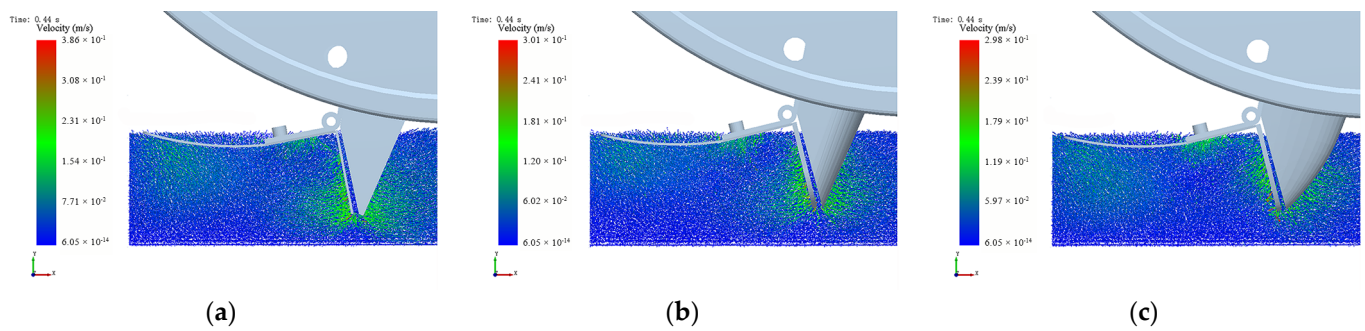 Time: 0.44 s
Velocity (m/s)
3.86 × 10⁻¹
3.08 × 10⁻¹
2.31 × 10⁻¹
1.54 × 10⁻¹
7.71 × 10⁻²
6.05 × 10⁻¹⁴
Y
Z
X
(a)
Time: 0.44 s
Velocity (m/s)
3.01 × 10⁻¹
2.41 × 10⁻¹
1.81 × 10⁻¹
1.20 × 10⁻¹
6.02 × 10⁻²
6.05 × 10⁻¹⁴
Y
Z
X
(b)
Time: 0.44 s
Velocity (m/s)
2.98 × 10⁻¹
2.39 × 10⁻¹
1.79 × 10⁻¹
1.19 × 10⁻¹
5.97 × 10⁻²
6.05 × 10⁻¹⁴
Y
Z
X
(c)